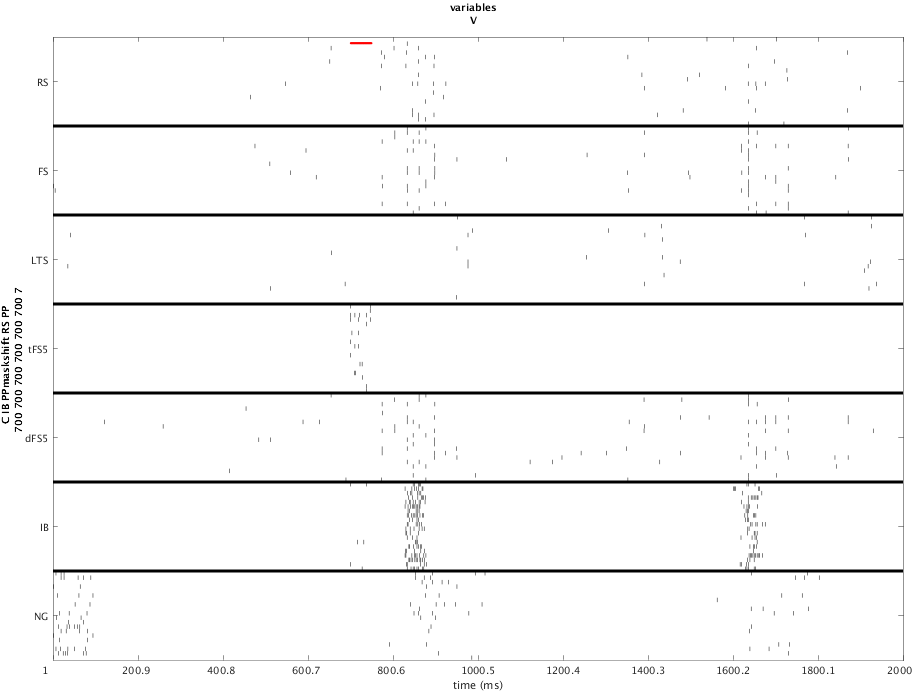 variables
V
RS
FS
LTS
tFS5
dFS5
IB
NG
C IB PPmaskshift RS PP
700 700 700 700 700 700 7
1
200.9
400.8
600.7
800.6
1000.5
1200.4
1400.3
1600.2
1800.1
2000
time (ms)